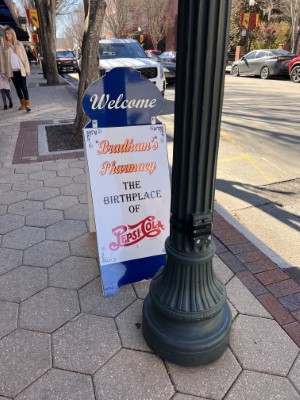 Welcome
Bradham's
Pharmacy
THE
BIRTHPLACE
OF
PEPSI-COLA